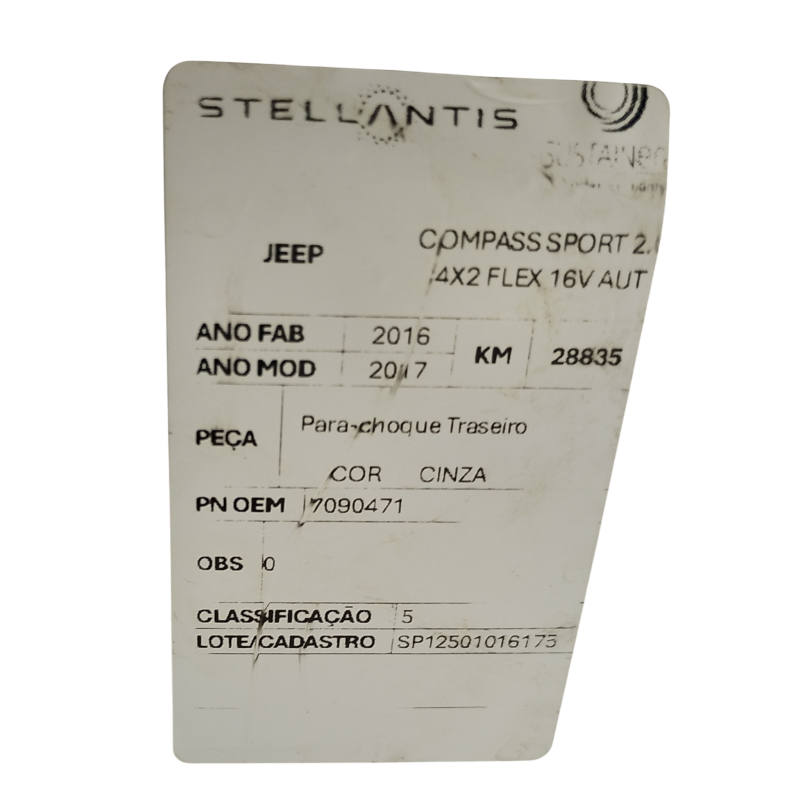 STELLANTIS
JEEP
COMPASS SPORT 2.
4X2 FLEX 16V AUT
ANO FAB 2016
ANO MOD 2017
KM 28835
PEÇA Para-choque Traseiro
COR CINZA
PN OEM 7090471
OBS 0
CLASSIFICAÇÃO 5
LOTE/CADASTRO SP12501016175